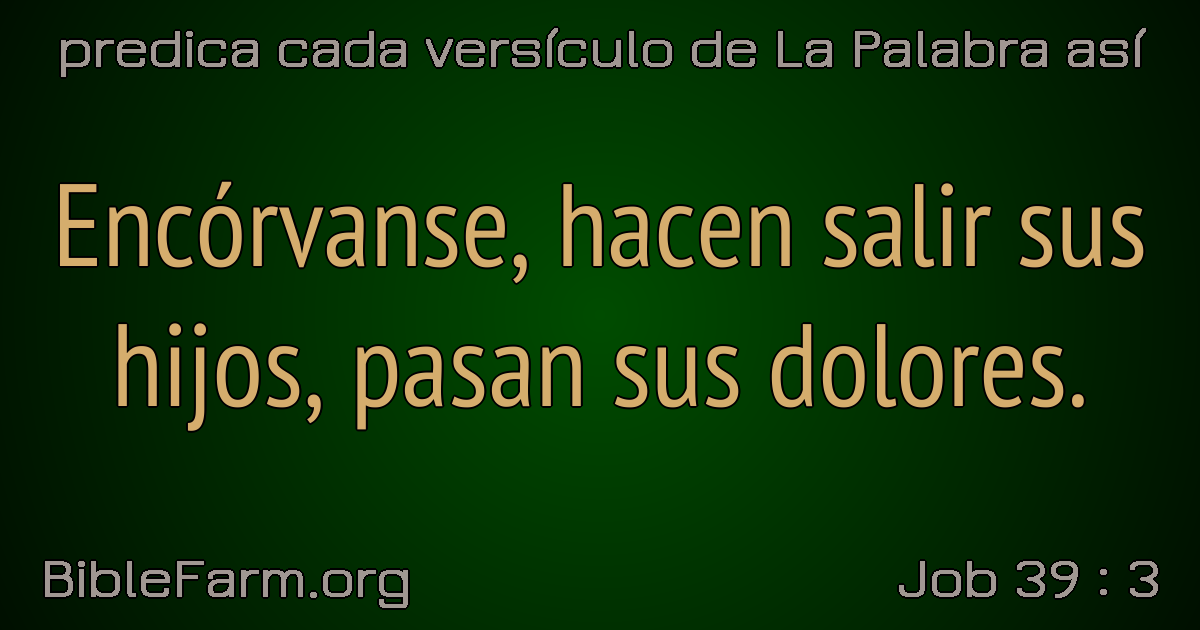 predica cada versículo de La Palabra así
Encórvanse, hacen salir sus
hijos, pasan sus dolores.
BibleFarm.org
Job 39 : 3